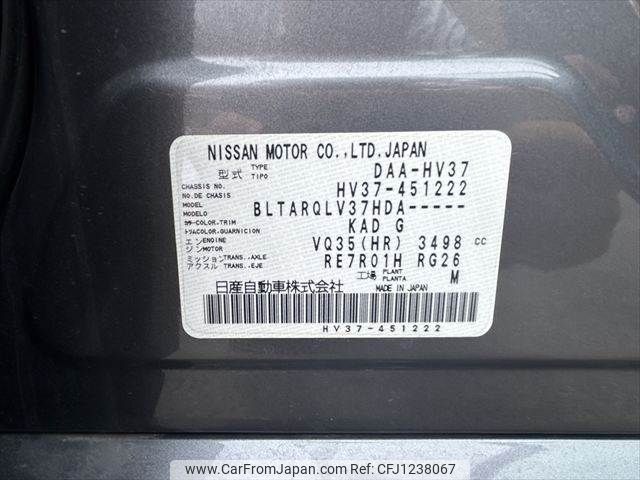 NISSAN MOTOR CO.,LTD.JAPAN
型式 TYPE TIPO DAA-HV37
CHASSIS NO. NO.DE CHASIS HV37-451222
MODEL MODELO BLTARQLV37HDA-----
カラー COLOR,TRIM トリム COLOR,GUARNICION KAD G
エンジン ENGINE MOTOR VQ35(HR) 3498 cc
ミッション TRANS. アクスル AXLE TRANS., EJE RE7R01H RG26
工場 PLANT PLANTA M
日産自動車株式会社 MADE IN JAPAN
HV37-451222
www.CarFromJapan.com - CFJ1238067